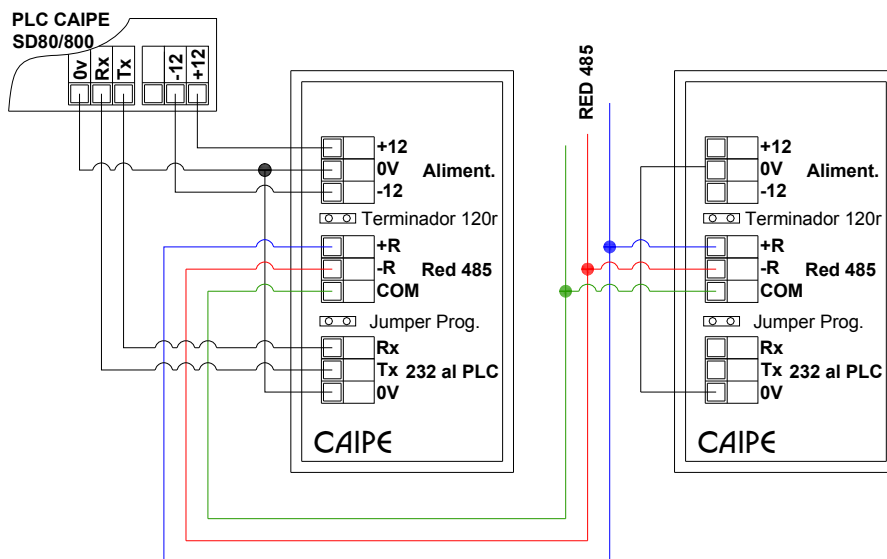 PLC CAIPE
SD80/800
0v
Rx
Tx
-12
+12
+12
0V
Aliment.
-12
Terminador 120r
+R
-R
Red 485
COM
Jumper Prog.
Rx
Tx
232 al PLC
0V
CAIPE
RED 485
+12
0V
Aliment.
-12
Terminador 120r
+R
-R
Red 485
COM
Jumper Prog.
Rx
Tx
232 al PLC
0V
CAIPE